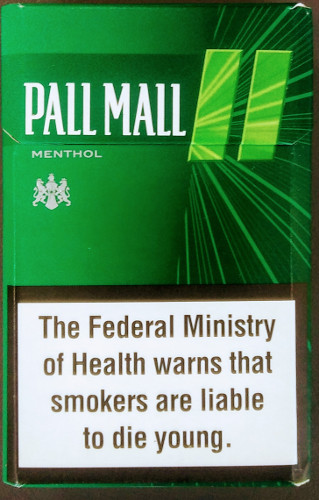 PALL MALL
MENTHOL
The Federal Ministry
of Health warns that
smokers are liable
to die young.